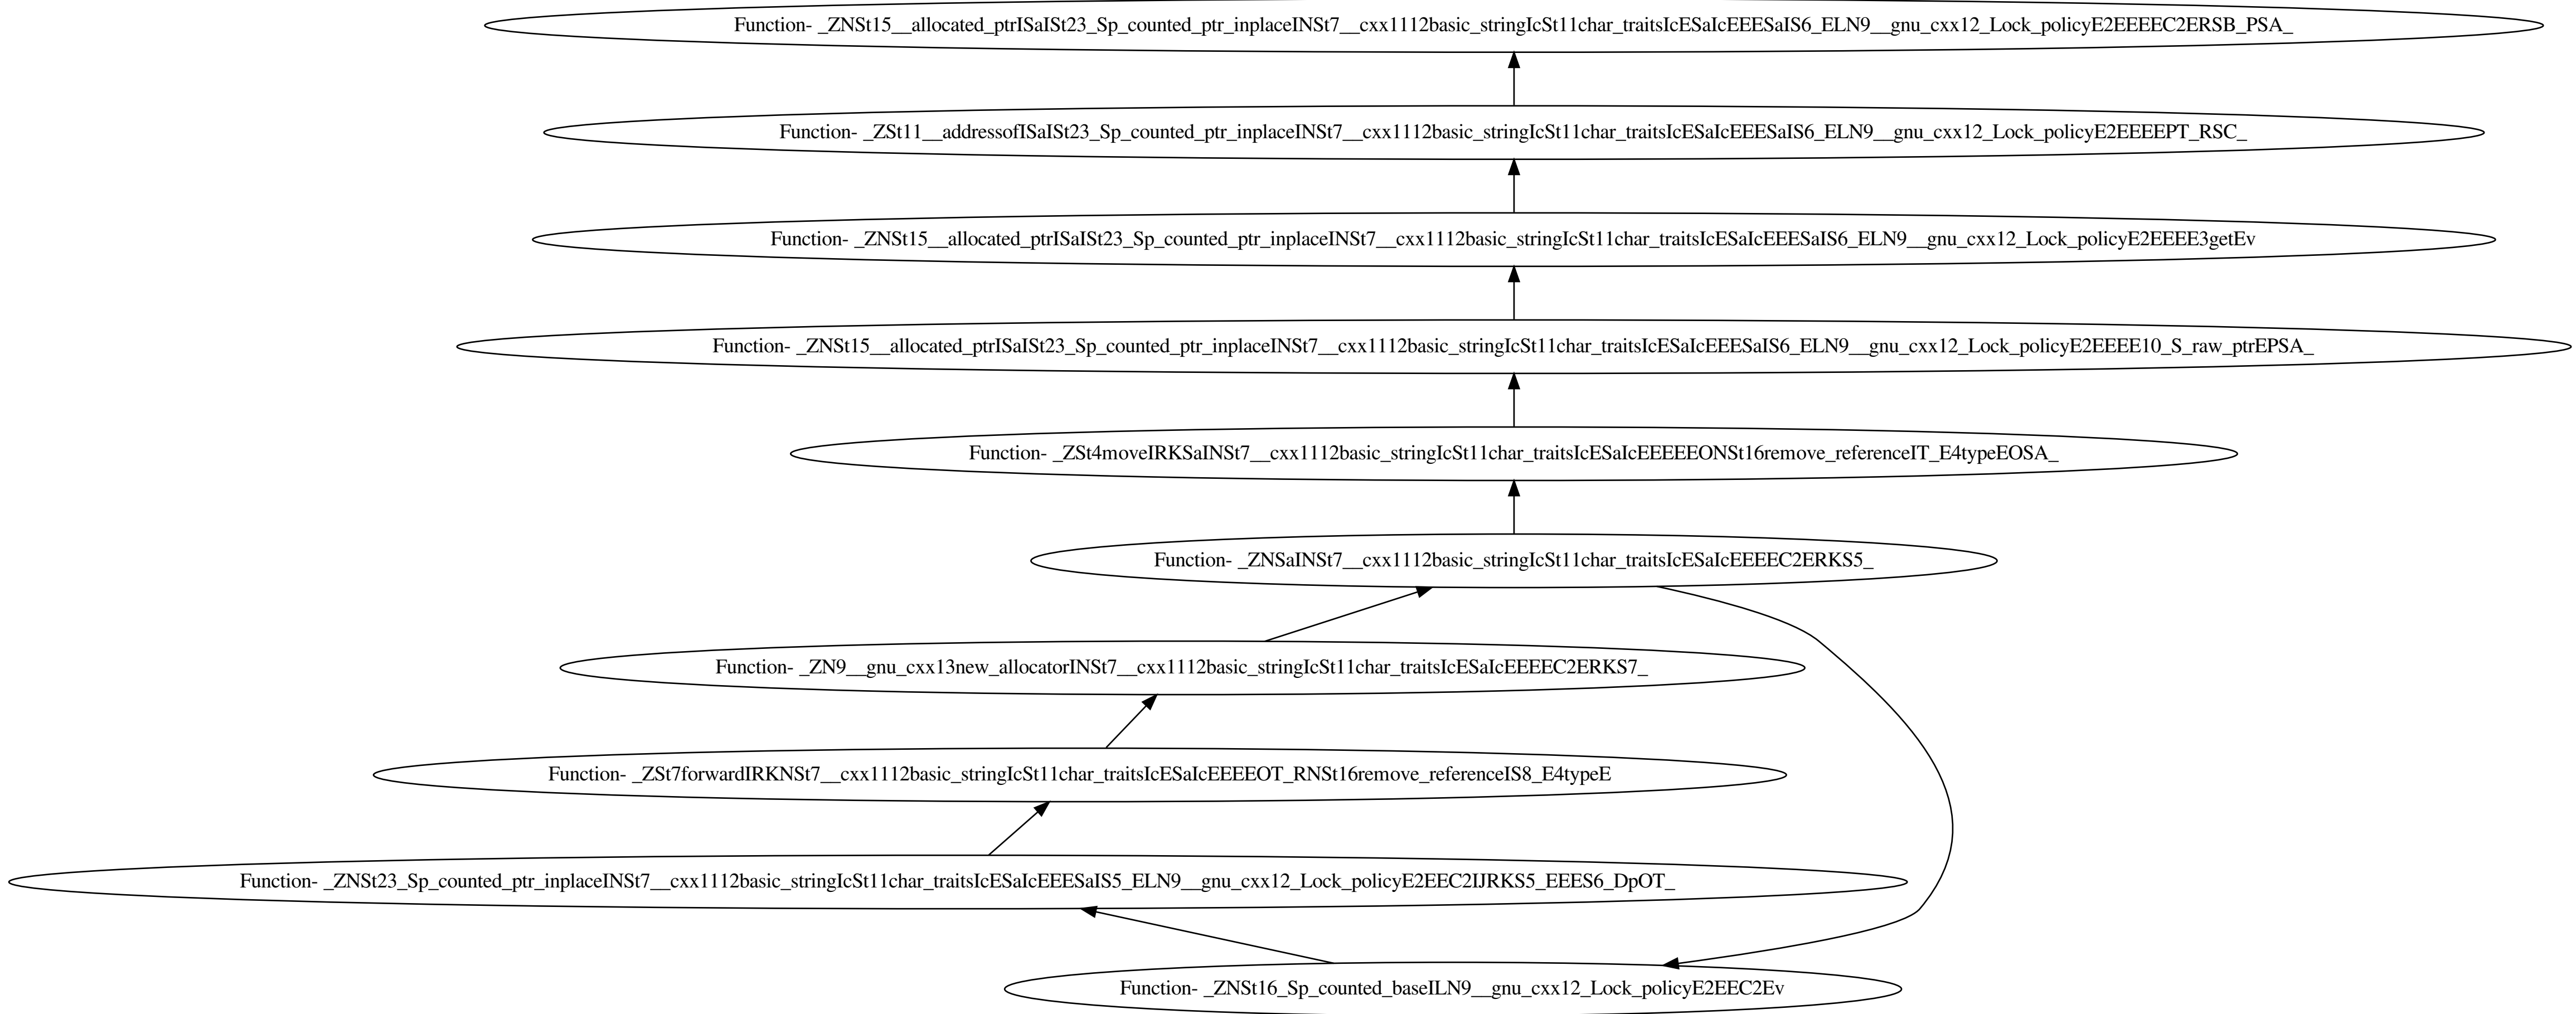 Function- _ZNSt15__allocated_ptrISaISt23_Sp_counted_ptr_inplaceINSt7__cxx1112basic_stringIcSt11char_traitsIcESaIcEEESaIS6_ELN9__gnu_cxx12_Lock_policyE2EEEEC2ERSB_PSA_
Function- _ZSt11__addressofISaISt23_Sp_counted_ptr_inplaceINSt7__cxx1112basic_stringIcSt11char_traitsIcESaIcEEESaIS6_ELN9__gnu_cxx12_Lock_policyE2EEEEPT_RSC_
Function- _ZNSt15__allocated_ptrISaISt23_Sp_counted_ptr_inplaceINSt7__cxx1112basic_stringIcSt11char_traitsIcESaIcEEESaIS6_ELN9__gnu_cxx12_Lock_policyE2EEEE3getEv
Function- _ZNSt15__allocated_ptrISaISt23_Sp_counted_ptr_inplaceINSt7__cxx1112basic_stringIcSt11char_traitsIcESaIcEEESaIS6_ELN9__gnu_cxx12_Lock_policyE2EEEE10_S_raw_ptrEPSA_
Function- _ZSt4moveIRKSaINSt7__cxx1112basic_stringIcSt11char_traitsIcESaIcEEEEEONSt16remove_referenceIT_E4typeEOSA_
Function- _ZNSaINSt7__cxx1112basic_stringIcSt11char_traitsIcESaIcEEEEC2ERKS5_
Function- _ZN9__gnu_cxx13new_allocatorINSt7__cxx1112basic_stringIcSt11char_traitsIcESaIcEEEEC2ERKS7_
Function- _ZSt7forwardIRKNSt7__cxx1112basic_stringIcSt11char_traitsIcESaIcEEEEOT_RNSt16remove_referenceIS8_E4typeE
Function- _ZNSt23_Sp_counted_ptr_inplaceINSt7__cxx1112basic_stringIcSt11char_traitsIcESaIcEEESaIS5_ELN9__gnu_cxx12_Lock_policyE2EEC2IJRKS5_EEES6_DpOT_
Function- _ZNSt16_Sp_counted_baseILN9__gnu_cxx12_Lock_policyE2EEC2Ev